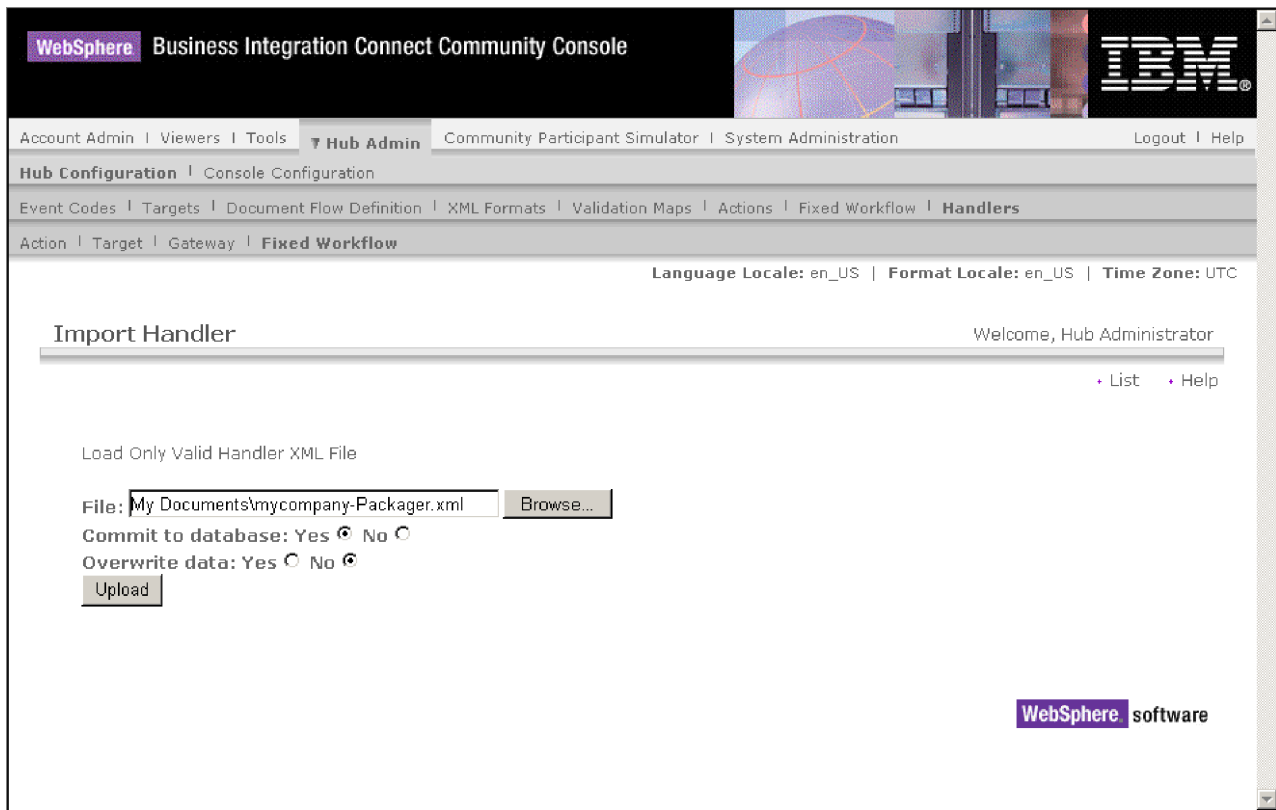 WebSphere Business Integration Connect Community Console
IBM®
Account Admin | Viewers | Tools Hub Admin Community Participant Simulator | System Administration Logout | Help
Hub Configuration | Console Configuration
Event Codes | Targets | Document Flow Definition | XML Formats | Validation Maps | Actions | Fixed Workflow | Handlers
Action | Target | Gateway | Fixed Workflow
Language Locale: en_US | Format Locale: en_US | Time Zone: UTC
Import Handler Welcome, Hub Administrator
List Help
Load Only Valid Handler XML File
File: My Documents\mycompany-Packager.xml Browse...
Commit to database: Yes No
Overwrite data: Yes No
Upload
WebSphere. software